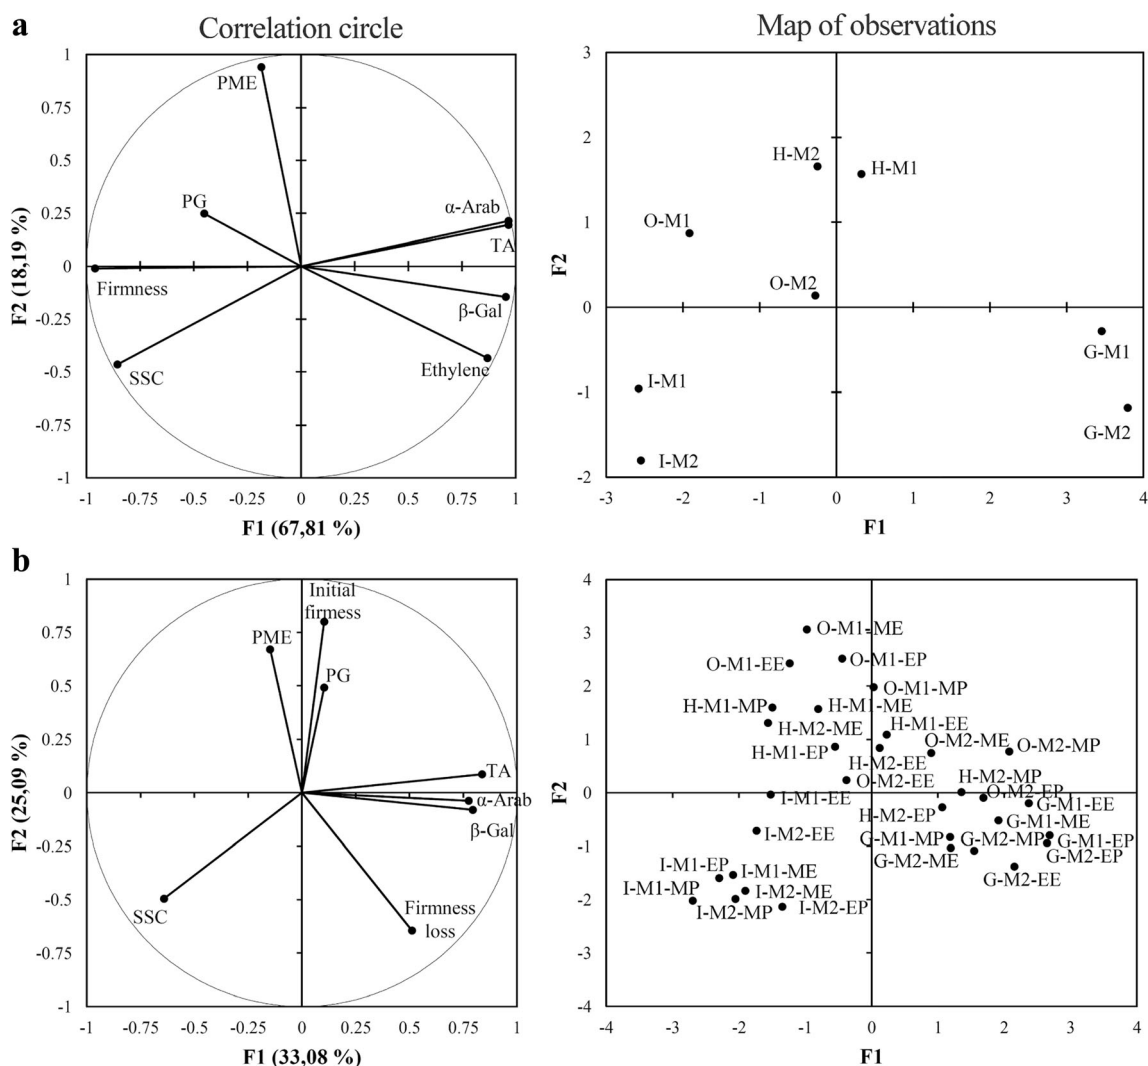 a
Correlation circle
Map of observations
1
0.75
0.5
0.25
0
-0.25
-0.5
-0.75
-1
F2 (18,19 %)
PME
PG
α-Arab
TA
Firmness
β-Gal
SSC
Ethylene
-1
-0.75
-0.5
-0.25
0
0.25
0.5
0.75
1
F1 (67,81 %)
3
2
1
0
-1
-2
F2
H-M2
H-M1
O-M1
O-M2
G-M1
I-M1
G-M2
I-M2
-3
-2
-1
0
1
2
3
4
F1
b
1
0.75
0.5
0.25
0
-0.25
-0.5
-0.75
-1
F2 (25,09 %)
Initial
firmess
PME
PG
TA
α-Arab
β-Gal
SSC
Firmness
loss
-1
-0.75
-0.5
-0.25
0
0.25
0.5
0.75
1
F1 (33,08 %)
4
3
2
1
0
-1
-2
-3
-4
F2
O-M1-ME
O-M1-EE
O-M1-EP
O-M1-MP
H-M1-MP
H-M1-ME
H-M2-ME
H-M1-EE
H-M1-EP
O-M2-ME
O-M2-MP
H-M2-EE
O-M2-EE
H-M2-MP
I-M1-EE
O-M2-EP
G-M1-EE
H-M2-EP
G-M1-ME
I-M2-EE
G-M1-MP
G-M2-MP
G-M1-EP
G-M2-ME
G-M2-EP
I-M1-EP
I-M1-ME
G-M2-EE
I-M1-MP
I-M2-ME
I-M2-MP
I-M2-EP
-4
-3
-2
-1
0
1
2
3
4
F1